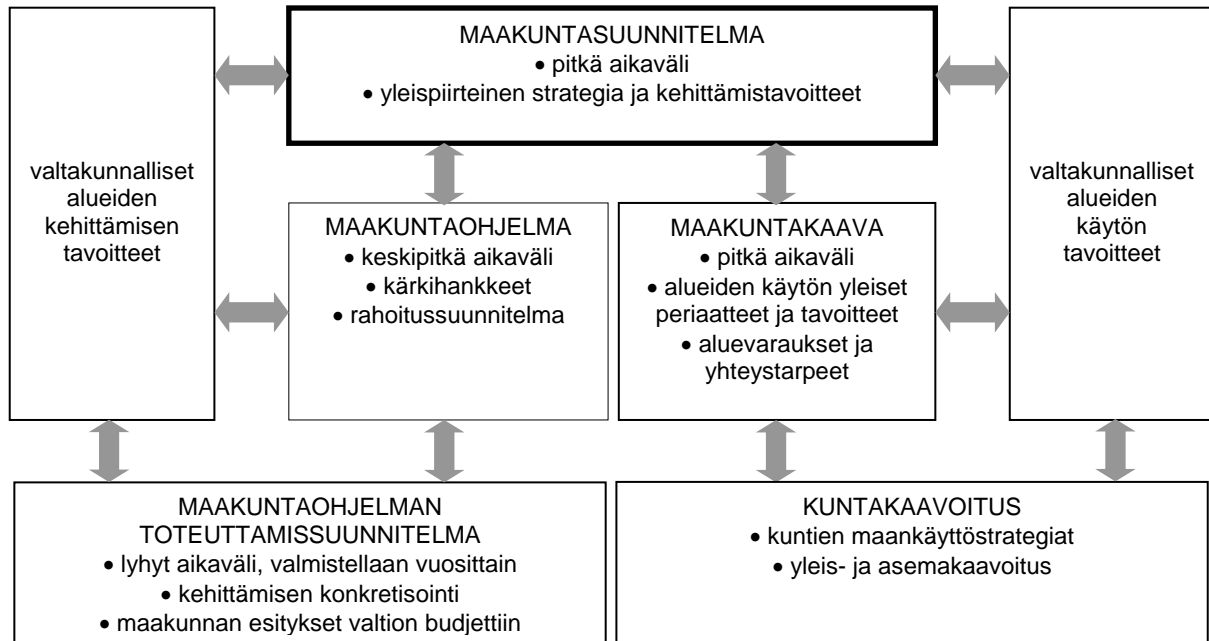 MAAKUNTASUUNNITELMA
• pitkä aikaväli
• yleispiirteinen strategia ja kehittämistavoitteet
valtakunnalliset
alueiden
kehittämisen
tavoitteet
MAAKUNTAOHJELMA
• keskipitkä aikaväli
• kärkihankkeet
• rahoitussuunnitelma
MAAKUNTAKAAVA
• pitkä aikaväli
• alueiden käytön yleiset
periaatteet ja tavoitteet
• aluevaraukset ja
yhteystarpeet
valtakunnalliset
alueiden
käytön
tavoitteet
MAAKUNTAOHJELMAN
TOTEUTTAMISSUUNNITELMA
• lyhyt aikaväli, valmistellaan vuosittain
• kehittämisen konkretisointi
• maakunnan esitykset valtion budjettiin
KUNTAKAAVOITUS
• kuntien maankäyttöstrategiat
• yleis- ja asemakaavoitus